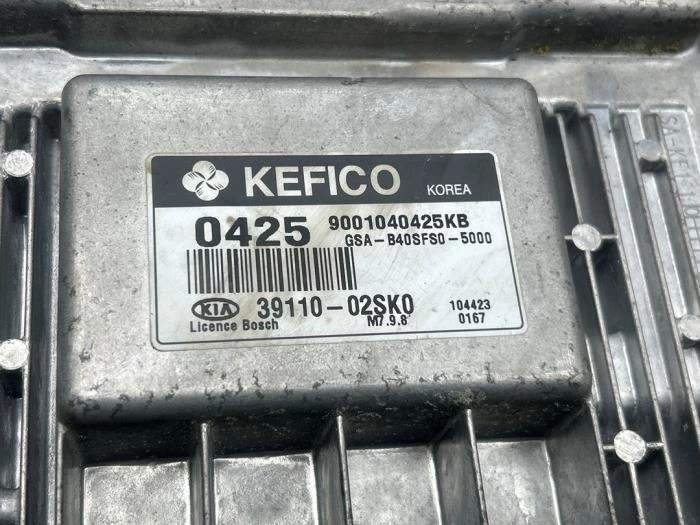 KEFICO KOREA
0425 9001040425KB
GSA-B40SFS0-5000
KIA 39110-02SK0 104423
Licence Bosch M7.9.8 0167